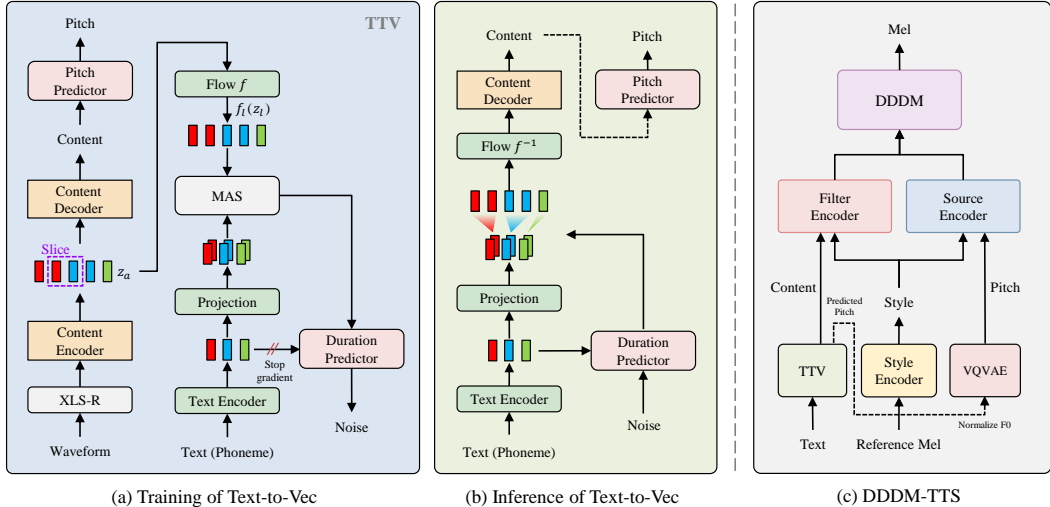 TTV
Pitch
Pitch
Predictor
Content
Content
Decoder
Slice
z_a
Content
Encoder
XLS-R
Waveform
Flow f
f_l(z_l)
MAS
Projection
Stop
gradient
Duration
Predictor
Text Encoder
Noise
Text (Phoneme)
(a) Training of Text-to-Vec
Content
Pitch
Content
Decoder
Pitch
Predictor
Flow f⁻¹
Projection
Duration
Predictor
Text Encoder
Noise
Text (Phoneme)
(b) Inference of Text-to-Vec
Mel
DDDM
Filter
Encoder
Source
Encoder
Content
Predicted
Pitch
Style
Pitch
TTV
Style
Encoder
VQVAE
Normalize F0
Text
Reference Mel
(c) DDDM-TTS